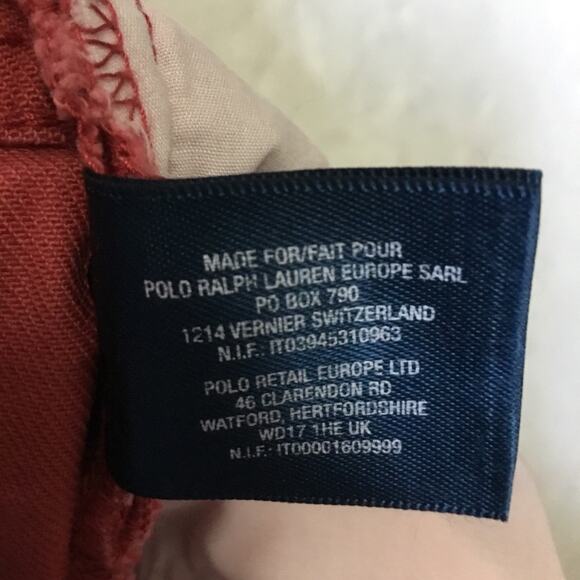 MADE FOR/FAIT POUR
POLO RALPH LAUREN EUROPE SARL
PO BOX 790
1214 VERNIER SWITZERLAND
N.I.F.: IT03945310963
POLO RETAIL EUROPE LTD
46 CLARENDON RD
WATFORD, HERTFORDSHIRE
WD17 1HE UK
N.I.F.: IT00001609999